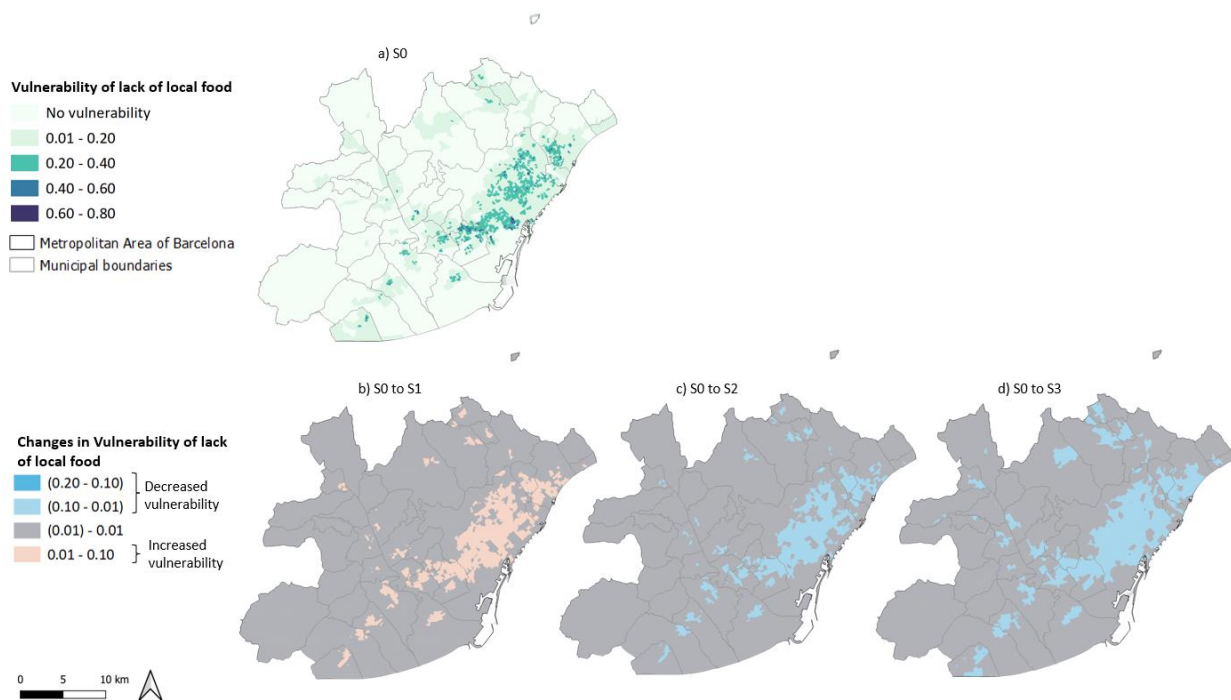 a) S0
Vulnerability of lack of local food
No vulnerability
0.01 - 0.20
0.20 - 0.40
0.40 - 0.60
0.60 - 0.80
Metropolitan Area of Barcelona
Municipal boundaries
b) S0 to S1
c) S0 to S2
d) S0 to S3
Changes in Vulnerability of lack
of local food
(0.20 - 0.10)
(0.10 - 0.01)
Decreased
vulnerability
(0.01) - 0.01
0.01 - 0.10
Increased
vulnerability
0 5 10 km